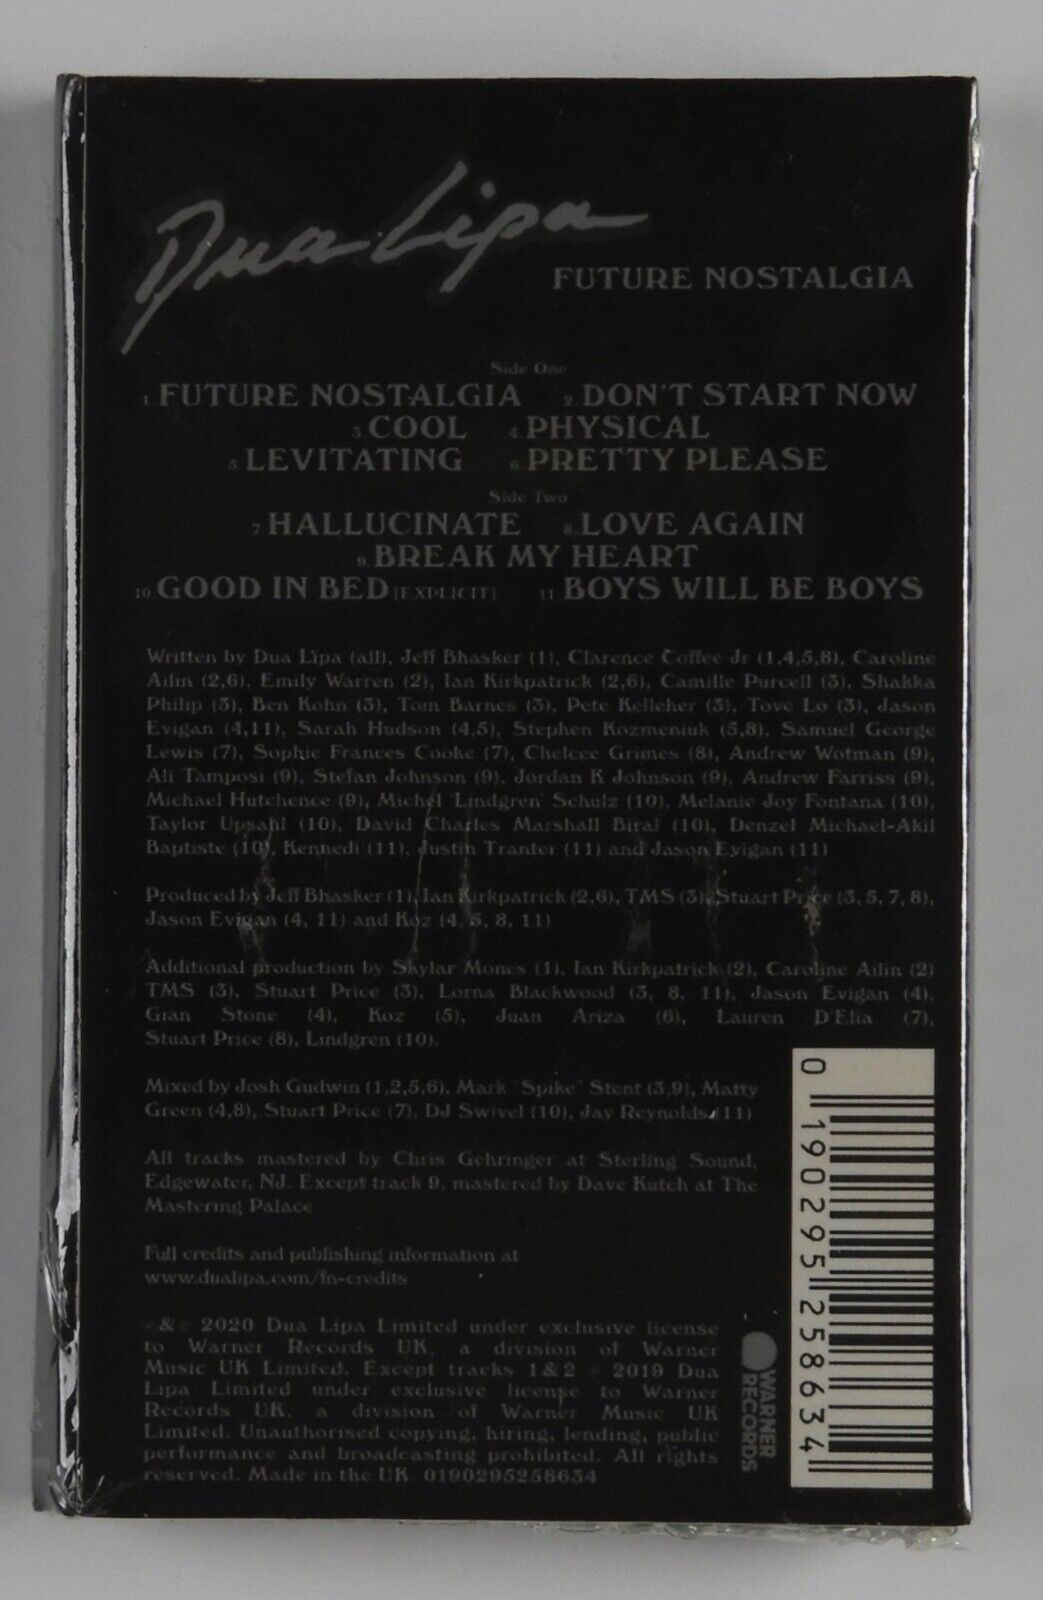 Dua Lipa
FUTURE NOSTALGIA
Side One
1. FUTURE NOSTALGIA 2. DON'T START NOW
3. COOL 4. PHYSICAL
5. LEVITATING 6. PRETTY PLEASE
Side Two
7. HALLUCINATE 8. LOVE AGAIN
9. BREAK MY HEART
10. GOOD IN BED [EXPLICIT] 11. BOYS WILL BE BOYS
Written by Dua Lipa (all), Jeff Bhasker (1), Clarence Coffee Jr (1,4,5,8), Caroline
Ailin (2,6), Emily Warren (2), Ian Kirkpatrick (2,6), Camille Purcell (3), Shakka
Philip (3), Ben Kohn (3), Tom Barnes (3), Pete Kelleher (3), Tove Lo (3), Jason
Evigan (4,11), Sarah Hudson (4,5), Stephen Kozmeniuk (5,8), Samuel George
Lewis (7), Sophie Frances Cooke (7), Chelcee Grimes (8), Andrew Wotman (9),
Ali Tamposi (9), Stefan Johnson (9), Jordan K Johnson (9), Andrew Farriss (9),
Michael Hutchence (9), Michel 'Lindgren' Schulz (10), Melanie Joy Fontana (10),
Taylor Upsahl (10), David Charles Marshall Biral (10), Denzel Michael-Akil
Baptiste (10), Kennedi (11), Justin Tranter (11) and Jason Evigan (11)
Produced by Jeff Bhasker (1), Ian Kirkpatrick (2,6), TMS (3), Stuart Price (3, 5, 7, 8),
Jason Evigan (4, 11) and Koz (4, 5, 8, 11)
Additional production by Skylar Mones (1), Ian Kirkpatrick (2), Caroline Ailin (2)
TMS (3), Stuart Price (3), Lorna Blackwood (3, 8, 11), Jason Evigan (4),
Gian Stone (4), Koz (5), Juan Ariza (6), Lauren D'Elia (7),
Stuart Price (8), Lindgren (10).
Mixed by Josh Gudwin (1,2,5,6), Mark "Spike" Stent (3,9), Matty
Green (4,8), Stuart Price (7), DJ Swivel (10), Jay Reynolds (11)
All tracks mastered by Chris Gehringer at Sterling Sound,
Edgewater, NJ. Except track 9, mastered by Dave Kutch at The
Mastering Palace
Full credits and publishing information at
www.dualipa.com/fn-credits
℗ & © 2020 Dua Lipa Limited under exclusive license
to Warner Records UK, a division of Warner
Music UK Limited. Except tracks 1 & 2 ℗ 2019 Dua
Lipa Limited under exclusive license to Warner
Records UK, a division of Warner Music UK
Limited. Unauthorised copying, hiring, lending, public
performance and broadcasting prohibited. All rights
reserved. Made in the UK. 0190295258634
WARNER
RECORDS
0 190295 258634